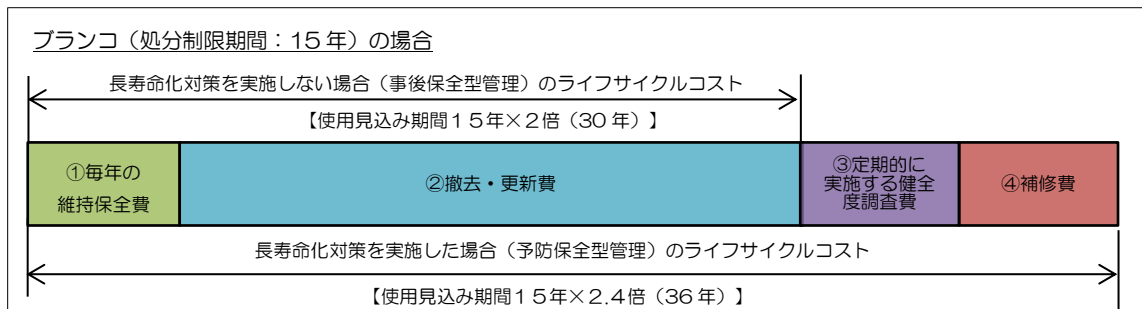 ブランコ（処分制限期間：15年）の場合
長寿命化対策を実施しない場合（事後保全型管理）のライフサイクルコスト
【使用見込み期間１５年×２倍（30年）】
①毎年の
維持保全費
②撤去・更新費
③定期的に
実施する健全
度調査費
④補修費
長寿命化対策を実施した場合（予防保全型管理）のライフサイクルコスト
【使用見込み期間１５年×2.4倍（36年）】